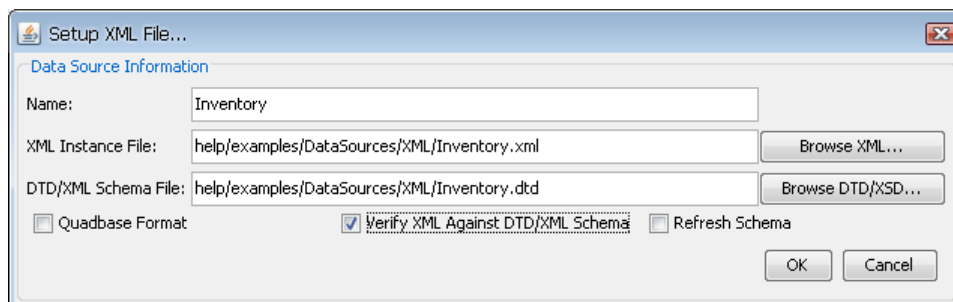 Setup XML File...
Data Source Information
Name: Inventory
XML Instance File: help/examples/DataSources/XML/Inventory.xml Browse XML...
DTD/XML Schema File: help/examples/DataSources/XML/Inventory.dtd Browse DTD/XSD...
Quadbase Format Verify XML Against DTD/XML Schema Refresh Schema
OK Cancel